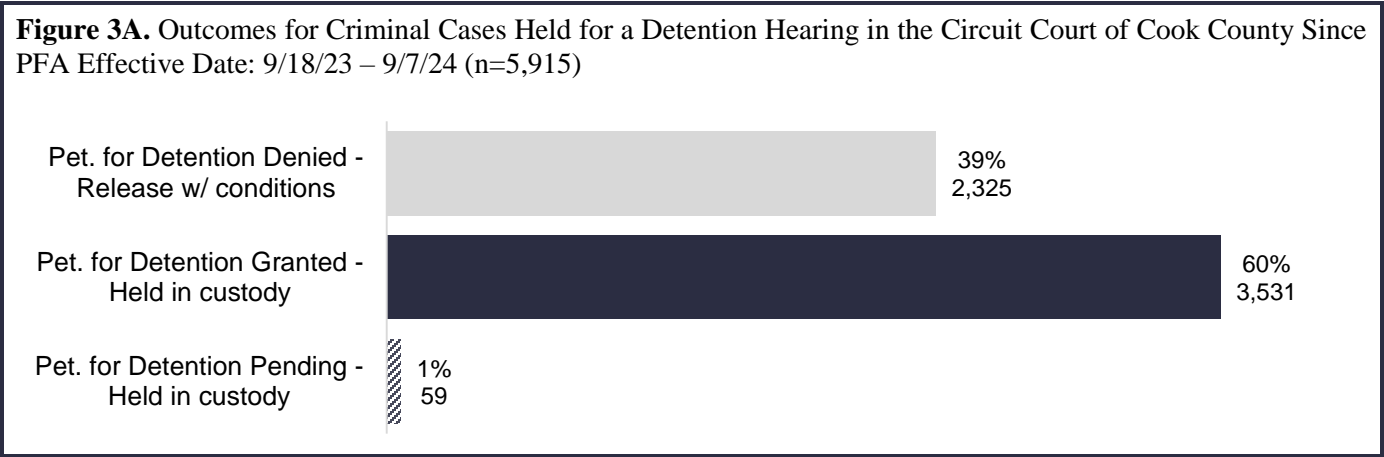 Figure 3A. Outcomes for Criminal Cases Held for a Detention Hearing in the Circuit Court of Cook County Since
PFA Effective Date: 9/18/23 – 9/7/24 (n=5,915)
Pet. for Detention Denied -
Release w/ conditions
39%
2,325
Pet. for Detention Granted -
Held in custody
60%
3,531
Pet. for Detention Pending -
Held in custody
1%
59